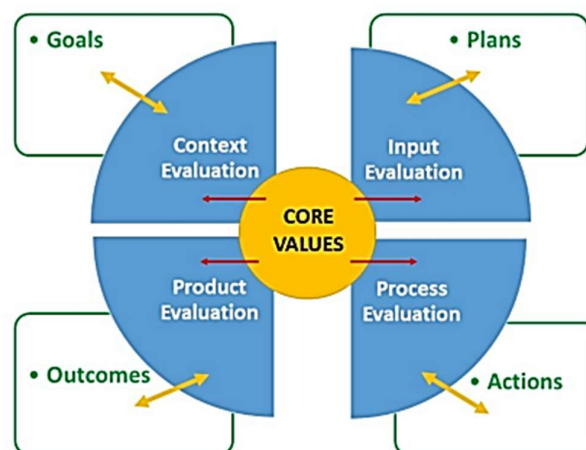 • Goals
• Plans
Context
Evaluation
Input
Evaluation
CORE
VALUES
Product
Evaluation
Process
Evaluation
• Outcomes
• Actions